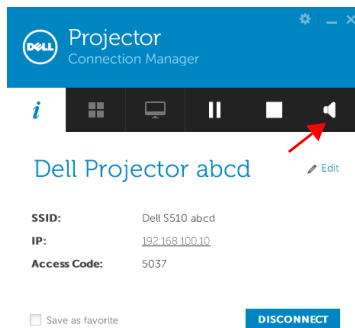 DELL
Projector
Connection Manager
i
Dell Projector abcd
Edit
SSID: Dell S510 abcd
IP: 192.168.100.10
Access Code: 5037
Save as favorite
DISCONNECT